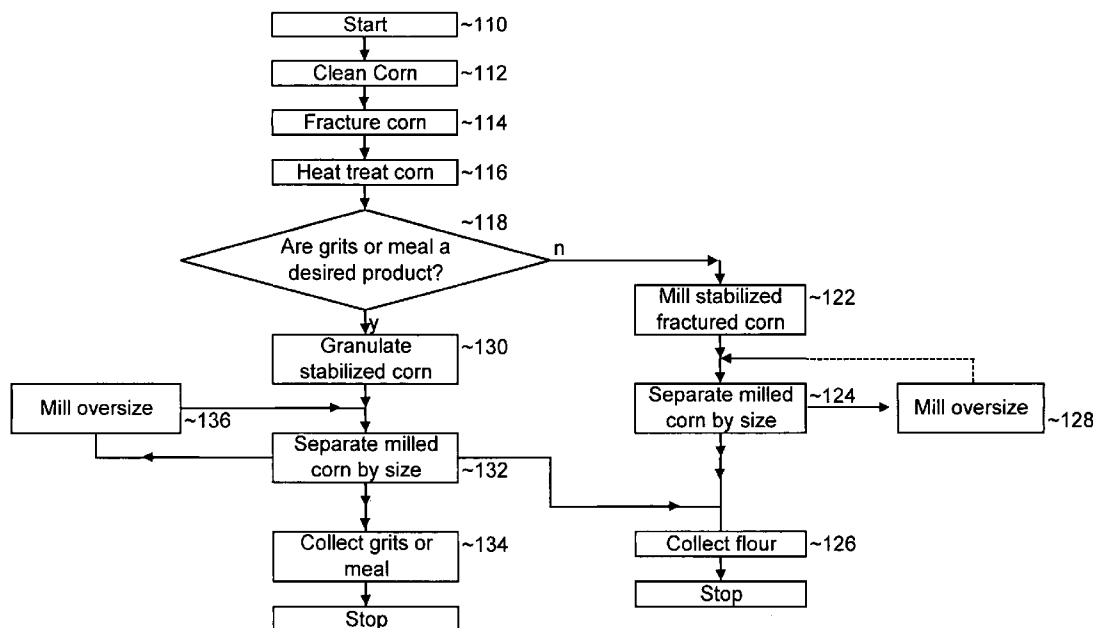 Start
~110
Clean Corn
~112
Fracture corn
~114
Heat treat corn
~116
~118
Are grits or meal a
desired product?
n
y
Mill stabilized
fractured corn
~122
Granulate
stabilized corn
~130
Mill oversize
~136
Separate milled
corn by size
~132
Separate milled
corn by size
~124
Mill oversize
~128
Collect grits or
meal
~134
Collect flour
~126
Stop
Stop